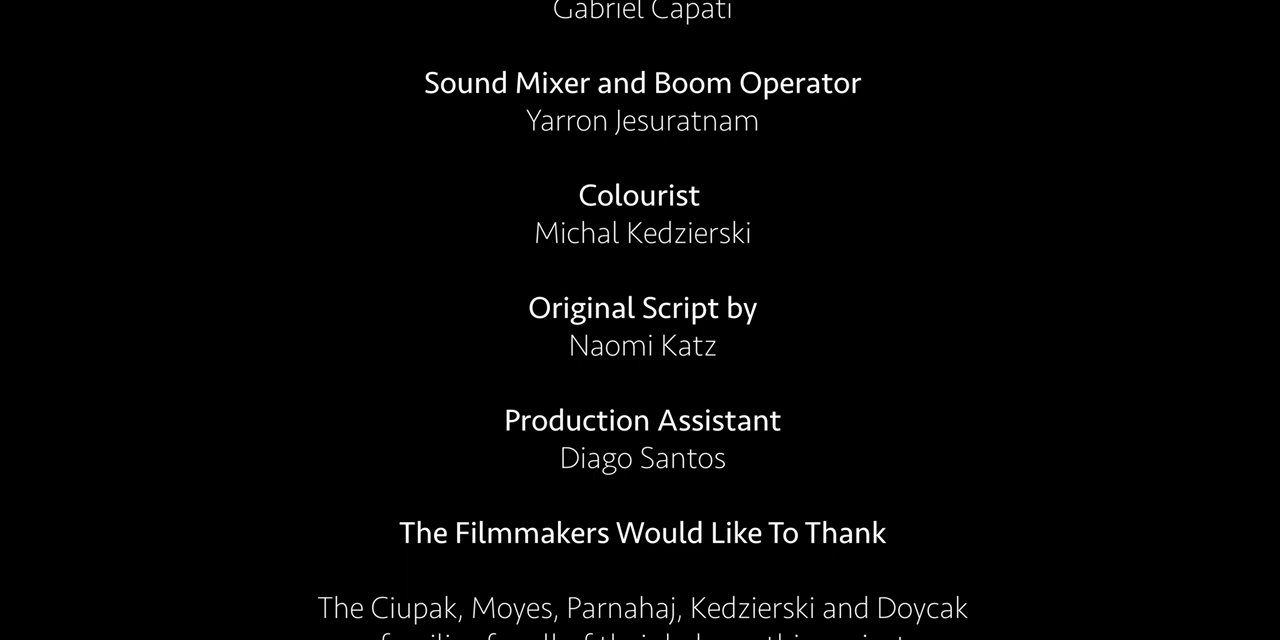 Gabriel Capati
Sound Mixer and Boom Operator
Yarron Jesuratnam
Colourist
Michal Kedzierski
Original Script by
Naomi Katz
Production Assistant
Diago Santos
The Filmmakers Would Like To Thank
The Ciupak, Moyes, Parnahaj, Kedzierski and Doycak